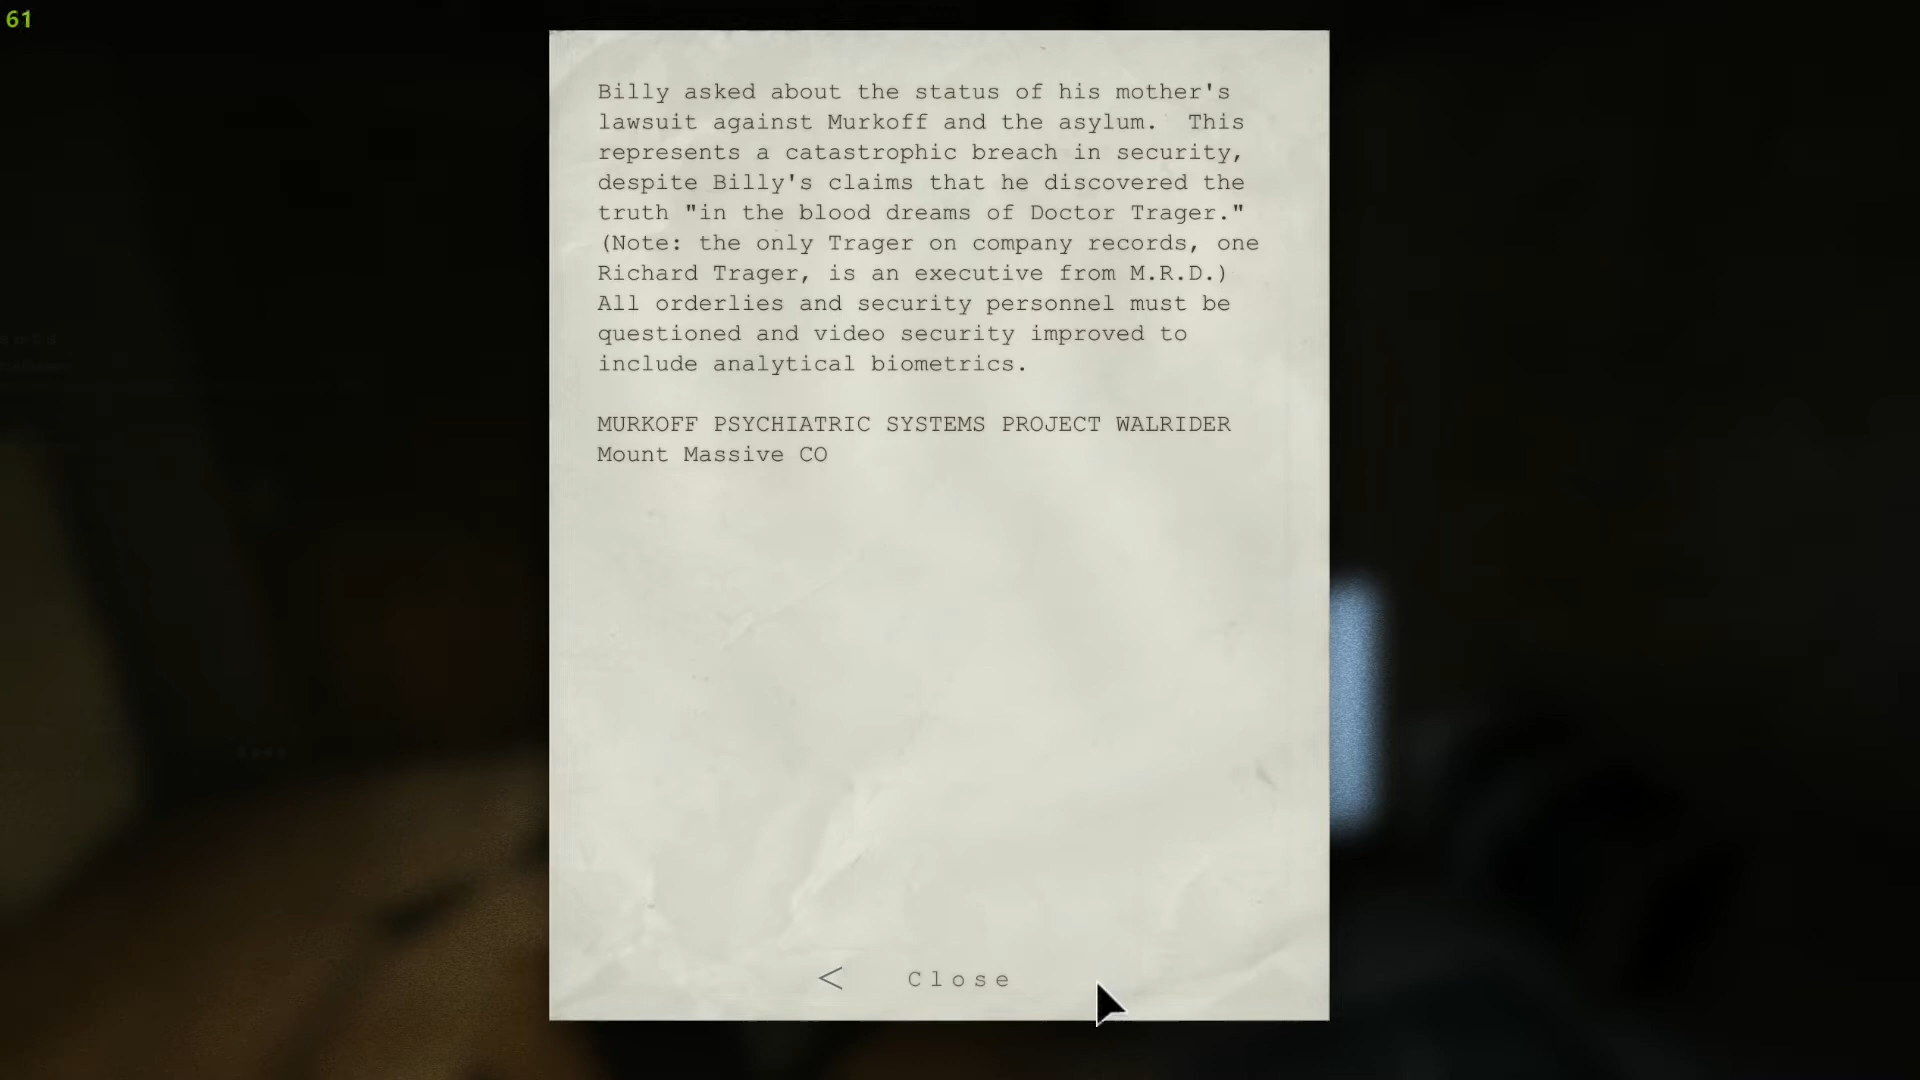 61
Billy asked about the status of his mother's
lawsuit against Murkoff and the asylum.  This
represents a catastrophic breach in security,
despite Billy's claims that he discovered the
truth "in the blood dreams of Doctor Trager."
(Note: the only Trager on company records, one
Richard Trager, is an executive from M.R.D.)
All orderlies and security personnel must be
questioned and video security improved to
include analytical biometrics.
MURKOFF PSYCHIATRIC SYSTEMS PROJECT WALRIDER
Mount Massive CO
< Close